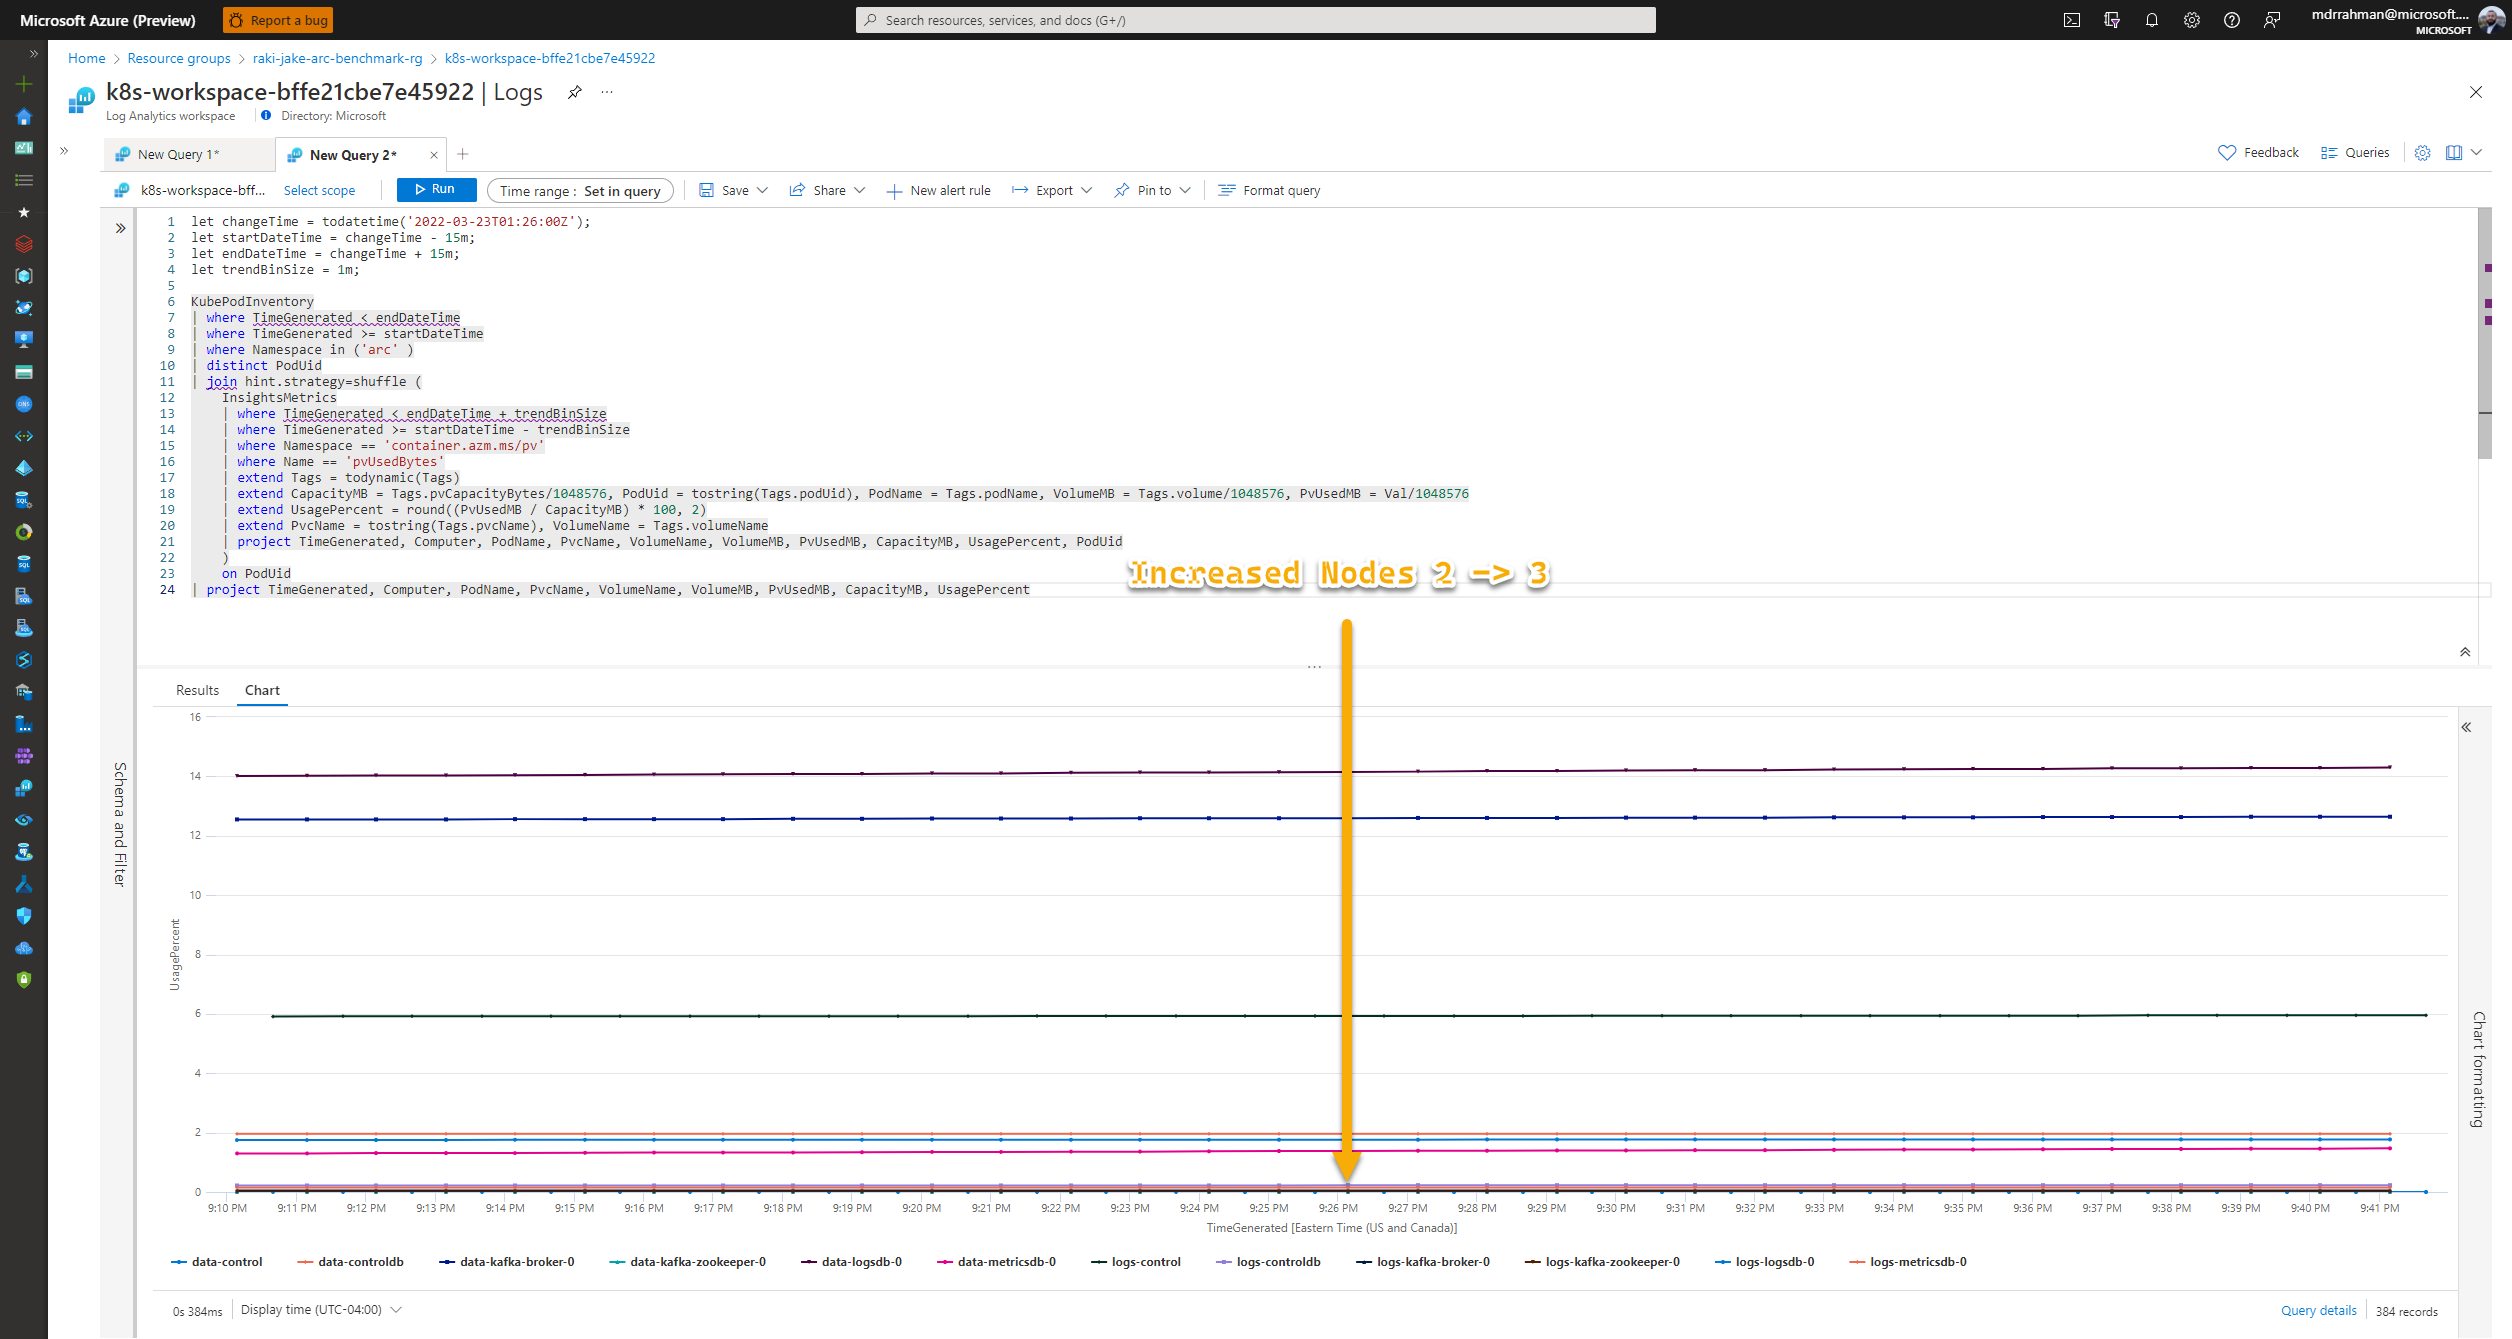 Microsoft Azure (Preview)
Report a bug
Search resources, services, and docs (G+/)
mdrrahman@microsoft....
MICROSOFT
Home > Resource groups > raki-jake-arc-benchmark-rg > k8s-workspace-bffe21cbe7e45922
k8s-workspace-bffe21cbe7e45922 | Logs
Log Analytics workspace
Directory: Microsoft
New Query 1*
New Query 2*
Feedback
Queries
k8s-workspace-bff...
Select scope
Run
Time range : Set in query
Save
Share
New alert rule
Export
Pin to
Format query
1 let changeTime = todatetime('2022-03-23T01:26:00Z');
2 let startDateTime = changeTime - 15m;
3 let endDateTime = changeTime + 15m;
4 let trendBinSize = 1m;
5
6 KubePodInventory
7 | where TimeGenerated < endDateTime
8 | where TimeGenerated >= startDateTime
9 | where Namespace in ('arc' )
10 | distinct PodUid
11 | join hint.strategy=shuffle (
12 InsightsMetrics
13 | where TimeGenerated < endDateTime + trendBinSize
14 | where TimeGenerated >= startDateTime - trendBinSize
15 | where Namespace == 'container.azm.ms/pv'
16 | where Name == 'pvUsedBytes'
17 | extend Tags = todynamic(Tags)
18 | extend CapacityMB = Tags.pvCapacityBytes/1048576, PodUid = tostring(Tags.podUid), PodName = Tags.podName, VolumeMB = Tags.volume/1048576, PvUsedMB = Val/1048576
19 | extend UsagePercent = round((PvUsedMB / CapacityMB) * 100, 2)
20 | extend PvcName = tostring(Tags.pvcName), VolumeName = Tags.volumeName
21 | project TimeGenerated, Computer, PodName, PvcName, VolumeName, VolumeMB, PvUsedMB, CapacityMB, UsagePercent, PodUid
22 )
23 on PodUid
24 | project TimeGenerated, Computer, PodName, PvcName, VolumeName, VolumeMB, PvUsedMB, CapacityMB, UsagePercent
Increased Nodes 2 -> 3
Schema and Filter
Results
Chart
16
14
12
10
8
6
4
2
0
UsagePercent
9:10 PM 9:11 PM 9:12 PM 9:13 PM 9:14 PM 9:15 PM 9:16 PM 9:17 PM 9:18 PM 9:19 PM 9:20 PM 9:21 PM 9:22 PM 9:23 PM 9:24 PM 9:25 PM 9:26 PM 9:27 PM 9:28 PM 9:29 PM 9:30 PM 9:31 PM 9:32 PM 9:33 PM 9:34 PM 9:35 PM 9:36 PM 9:37 PM 9:38 PM 9:39 PM 9:40 PM 9:41 PM
TimeGenerated [Eastern Time (US and Canada)]
data-control data-controldb data-kafka-broker-0 data-kafka-zookeeper-0 data-logsdb-0 data-metricsdb-0 logs-control logs-controldb logs-kafka-broker-0 logs-kafka-zookeeper-0 logs-logsdb-0 logs-metricsdb-0
Chart formatting
0s 384ms
Display time (UTC-04:00)
Query details
384 records